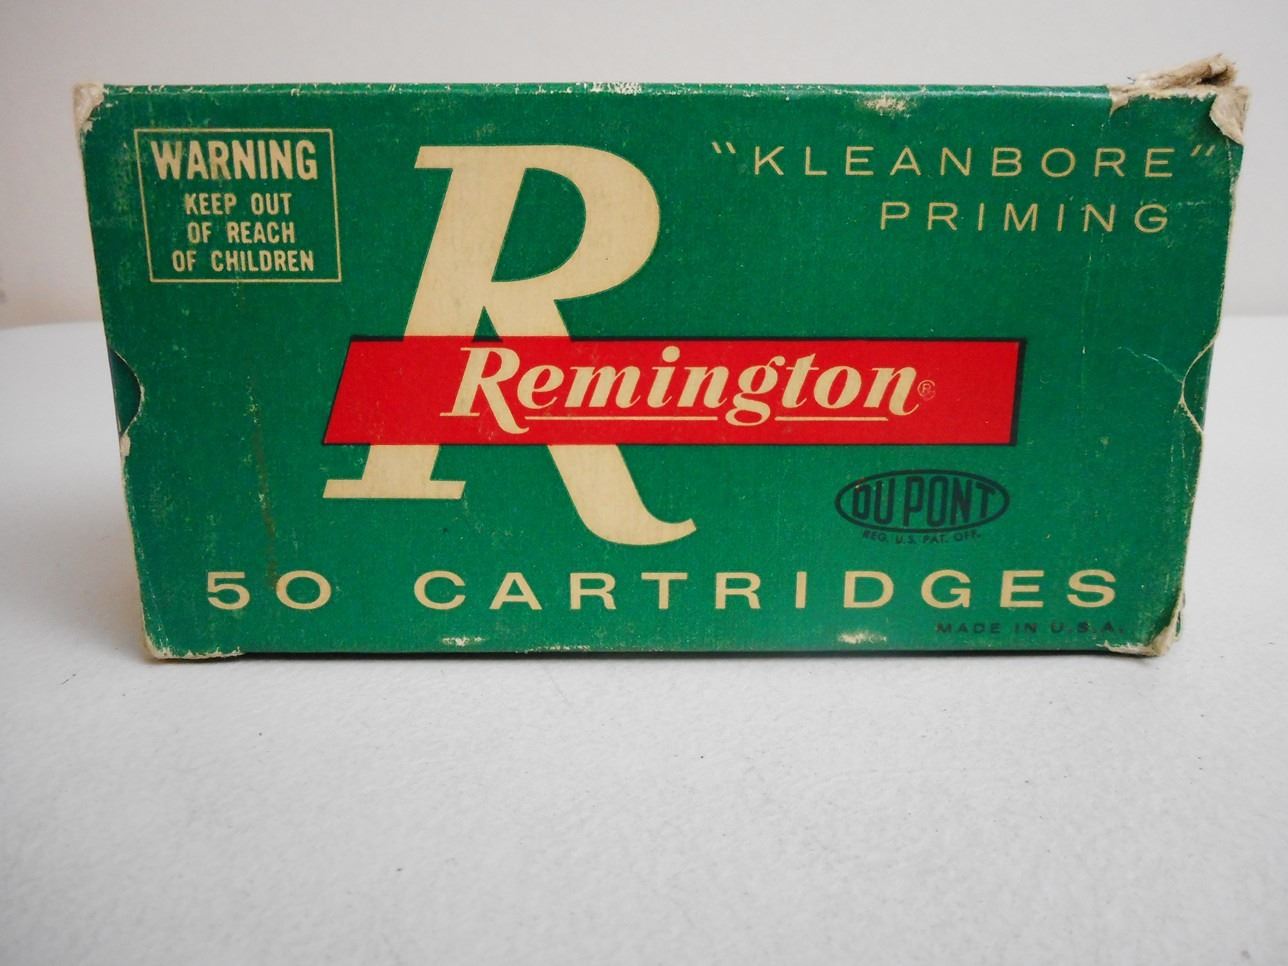 WARNING
KEEP OUT
OF REACH
OF CHILDREN
"KLEANBORE"
PRIMING
R
Remington®
DU PONT
REG. U.S. PAT. OFF.
50 CARTRIDGES
MADE IN U.S.A.